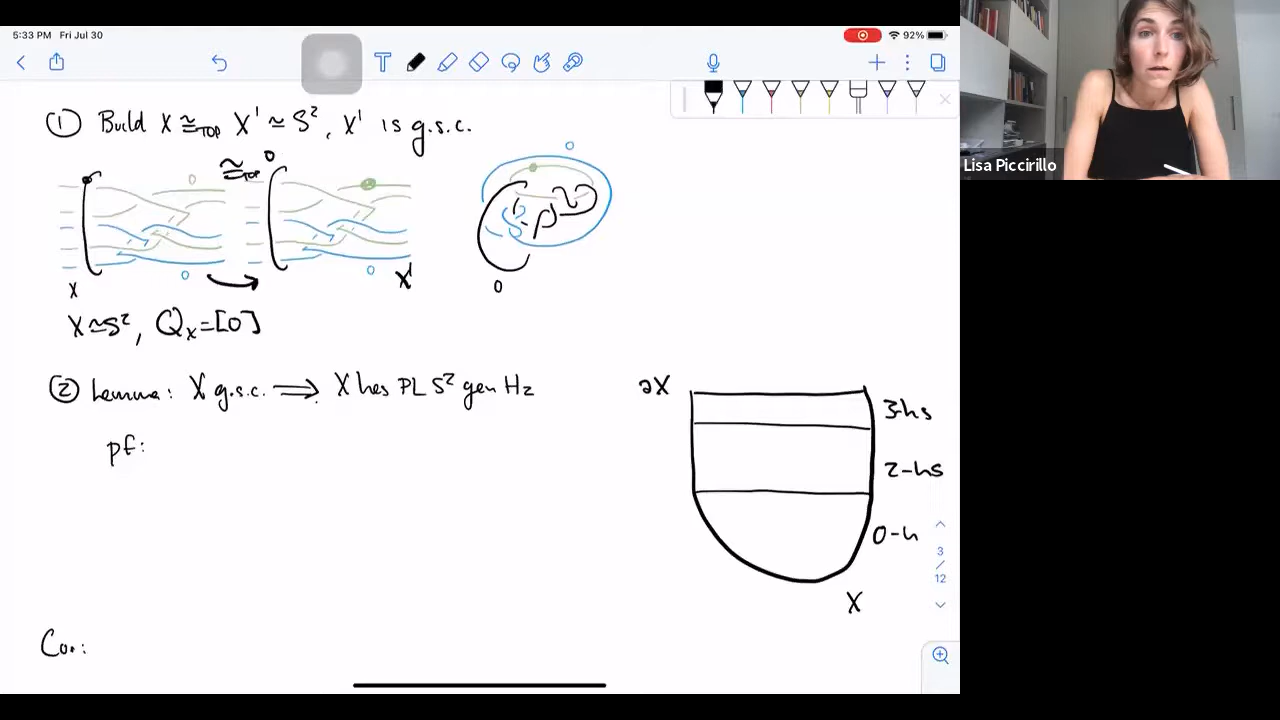 5:33 PM Fri Jul 30
92%
Lisa Piccirillo
① Build X ≅TOP X' ≃ S², X' is g.s.c.
0 ≅TOP 0 0
0 0 0
X X'
X≃S², Q_X=[0]
② Lemma: X g.s.c. ⟹ X has PL S² gen H₂
∂X
3-hs
pf:
2-hs
0-h
3
/
12
X
Cor: